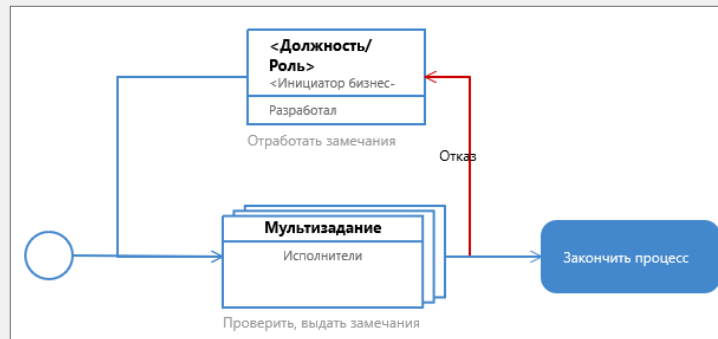 <Должность/
Роль>
<Инициатор бизнес-
Разработал
Отработать замечания
Отказ
Мультизадание
Исполнители
Закончить процесс
Проверить, выдать замечания